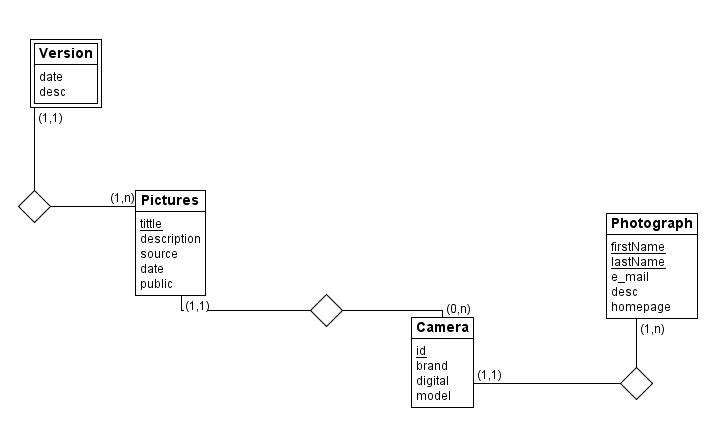 Version
date
desc
(1,1)
(1,n)
Pictures
tittle
description
source
date
public
(1,1)
(0,n)
Camera
id
brand
digital
model
(1,1)
Photograph
firstName
lastName
e_mail
desc
homepage
(1,n)